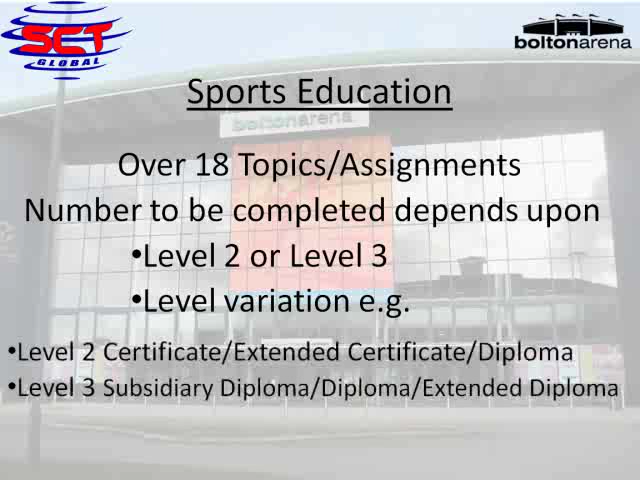 SCT
GLOBAL
boltonarena
Sports Education
boltonarena
Over 18 Topics/Assignments
Number to be completed depends upon
•Level 2 or Level 3
•Level variation e.g.
•Level 2 Certificate/Extended Certificate/Diploma
•Level 3 Subsidiary Diploma/Diploma/Extended Diploma